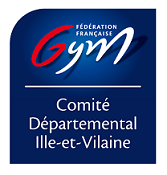 FÉDÉRATION
FRANÇAISE
Gym
Comité
Départemental
Ille-et-Vilaine